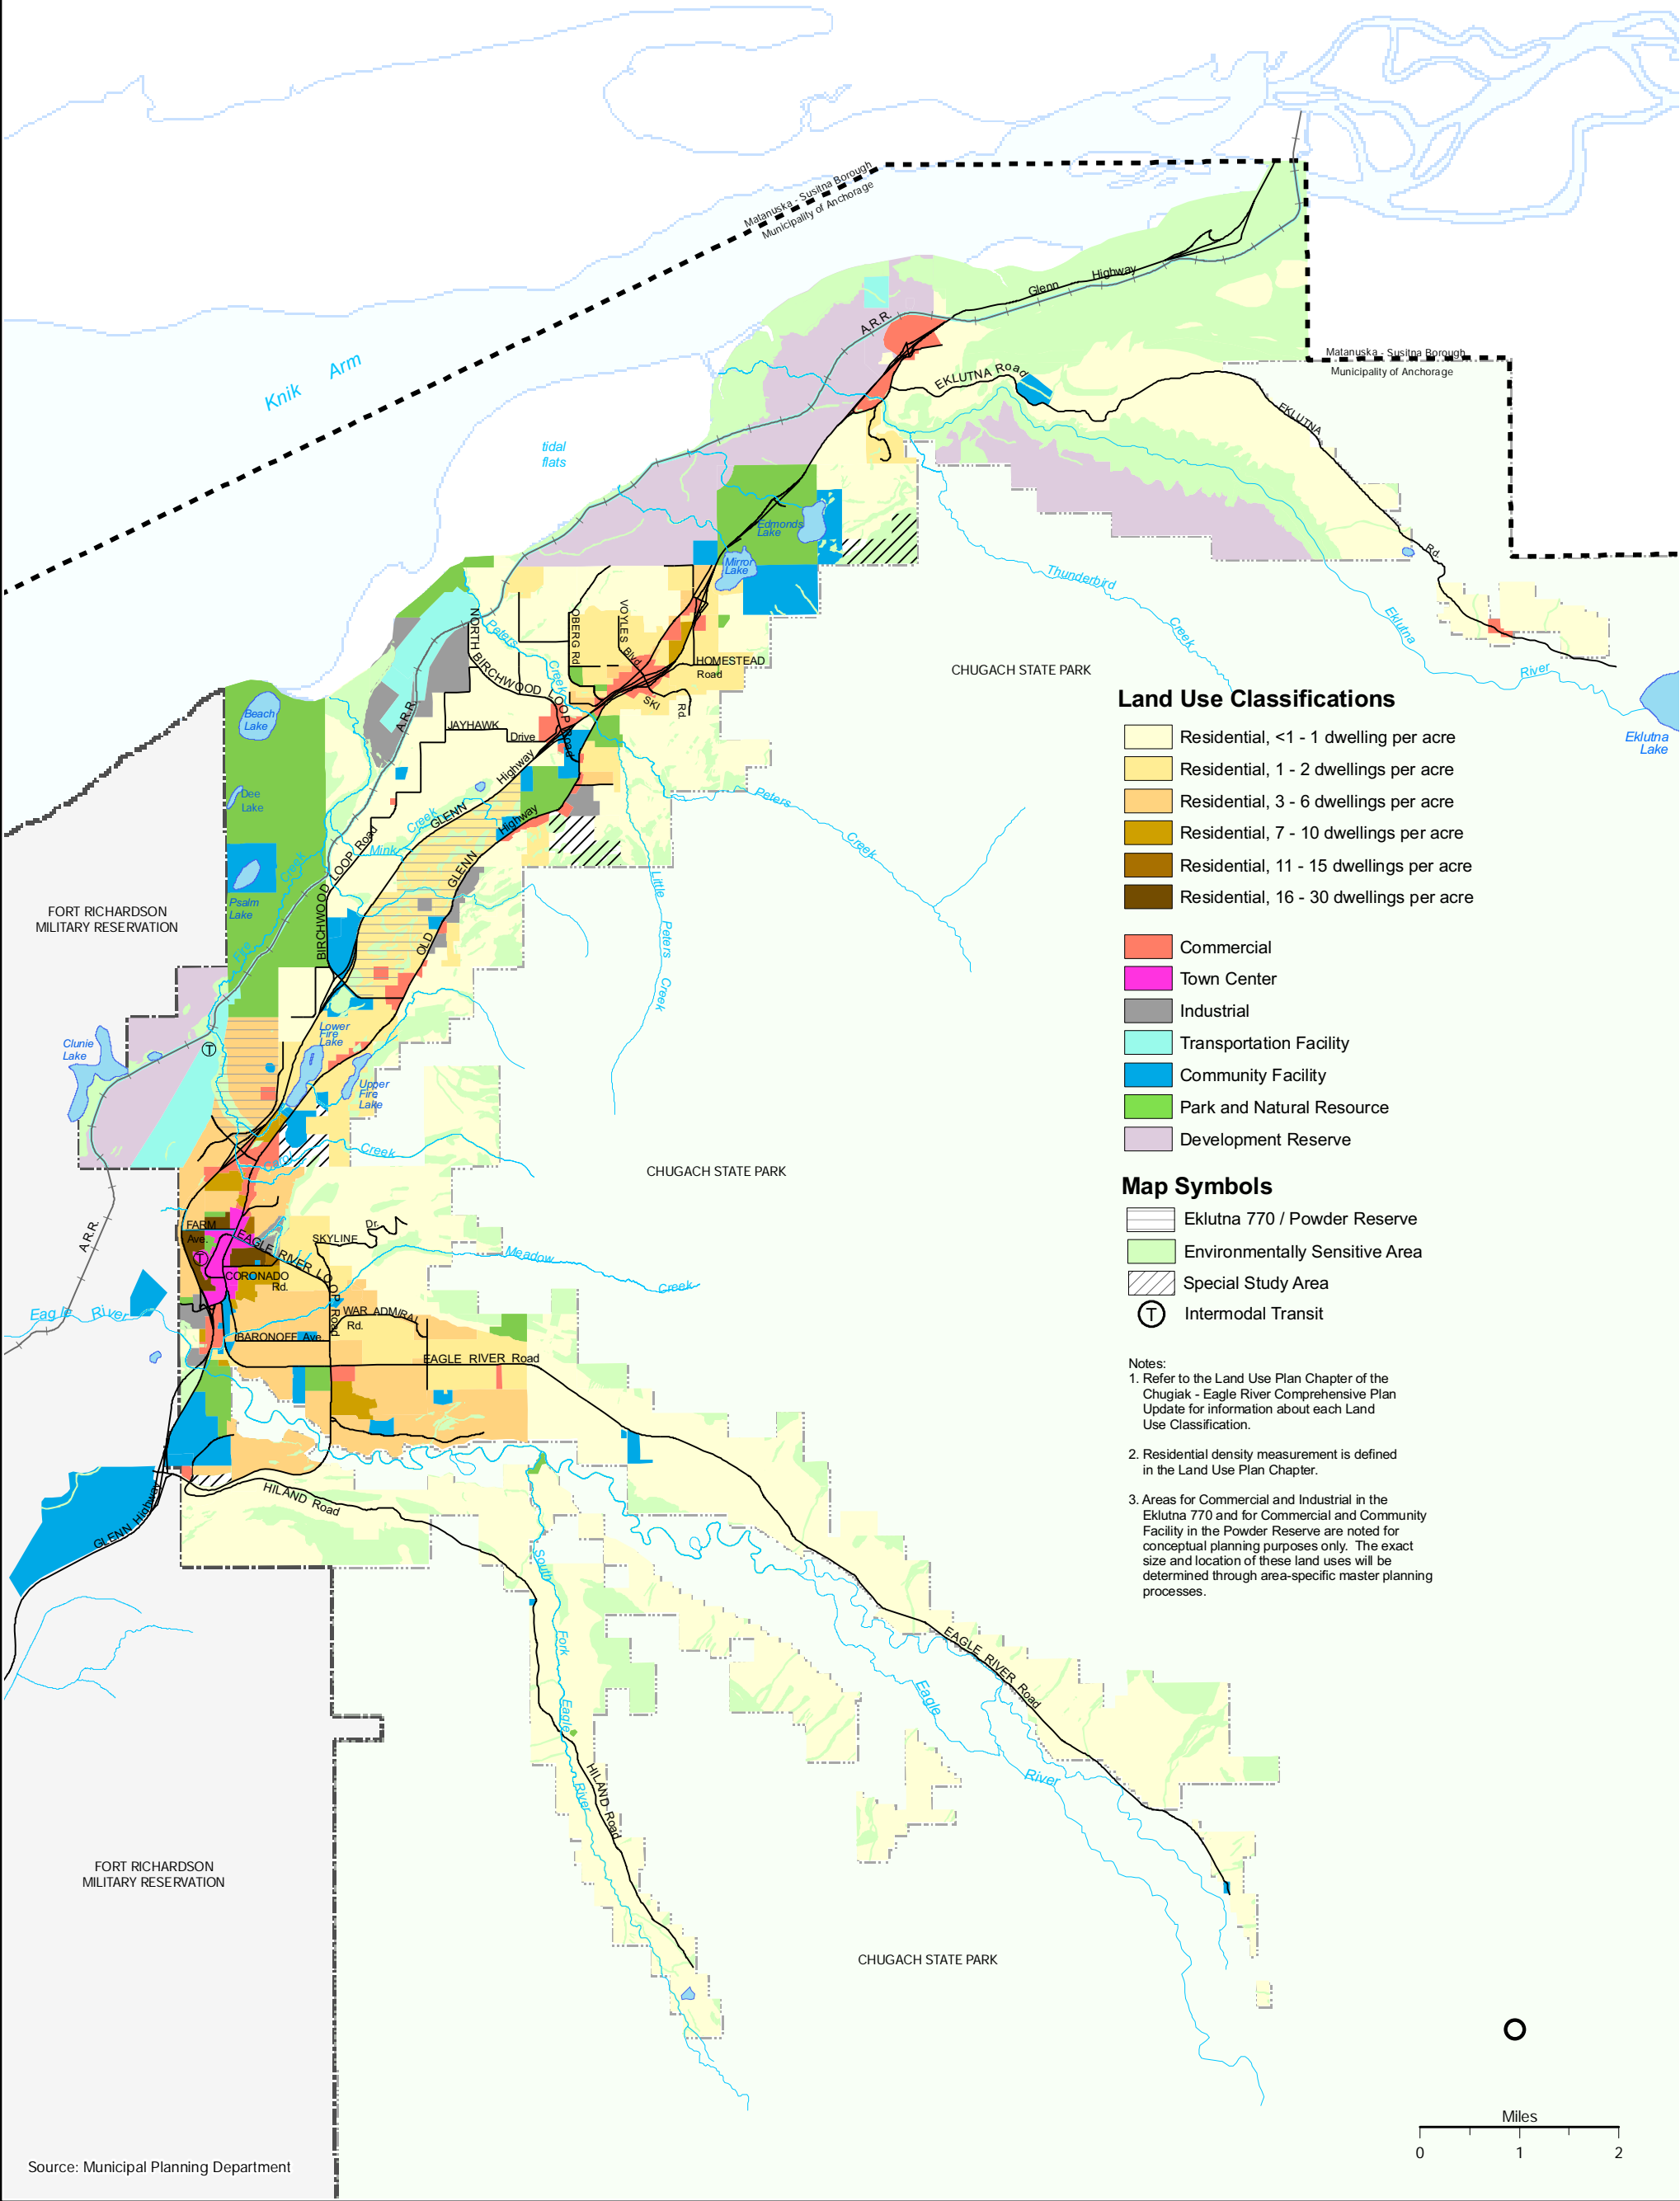 Matanuska - Susitna Borough
Municipality of Anchorage
Glenn
Highway
A.R.R.
Knik Arm
EKLUTNA Road
Matanuska - Susitna Borough
Municipality of Anchorage
EKLUTNA
Rd.
tidal
flats
Edmonds
Lake
Mirror
Lake
Thunderbird
Creek
Eklutna
River
Eklutna
Lake
NORTH BIRCHWOOD LOOP Road
Peters
Creek
OBERG Rd
VOYLES
Blvd
HOMESTEAD
Road
SKI
Rd.
CHUGACH STATE PARK
Beach
Lake
A.R.R.
JAYHAWK
Drive
Highway
GLENN
Creek
Mink
Highway
GLENN
OLD
Peters
Creek
Little
Peters
Creek
Dee
Lake
BIRCHWOOD LOOP Road
Creek
Fire
Psalm
Lake
FORT RICHARDSON
MILITARY RESERVATION
Clunie
Lake
T
Lower
Fire
Lake
Upper
Fire
Lake
Carol
Creek
CHUGACH STATE PARK
A.R.R.
FARM
Ave.
T
EAGLE RIVER LOOP Road
SKYLINE
Dr.
CORONADO
Rd.
Meadow
Creek
Eagle River
WAR ADMIRAL
Rd.
BARONOFF Ave.
EAGLE RIVER Road
HILAND Road
GLENN Highway
South
Fork
Eagle
River
HILAND Road
EAGLE RIVER Road
Eagle
River
FORT RICHARDSON
MILITARY RESERVATION
CHUGACH STATE PARK
Land Use Classifications
Residential, <1 - 1 dwelling per acre
Residential, 1 - 2 dwellings per acre
Residential, 3 - 6 dwellings per acre
Residential, 7 - 10 dwellings per acre
Residential, 11 - 15 dwellings per acre
Residential, 16 - 30 dwellings per acre
Commercial
Town Center
Industrial
Transportation Facility
Community Facility
Park and Natural Resource
Development Reserve
Map Symbols
Eklutna 770 / Powder Reserve
Environmentally Sensitive Area
Special Study Area
T Intermodal Transit
Notes:
1. Refer to the Land Use Plan Chapter of the
Chugiak - Eagle River Comprehensive Plan
Update for information about each Land
Use Classification.
2. Residential density measurement is defined
in the Land Use Plan Chapter.
3. Areas for Commercial and Industrial in the
Eklutna 770 and for Commercial and Community
Facility in the Powder Reserve are noted for
conceptual planning purposes only. The exact
size and location of these land uses will be
determined through area-specific master planning
processes.
Miles
0 1 2
Source: Municipal Planning Department